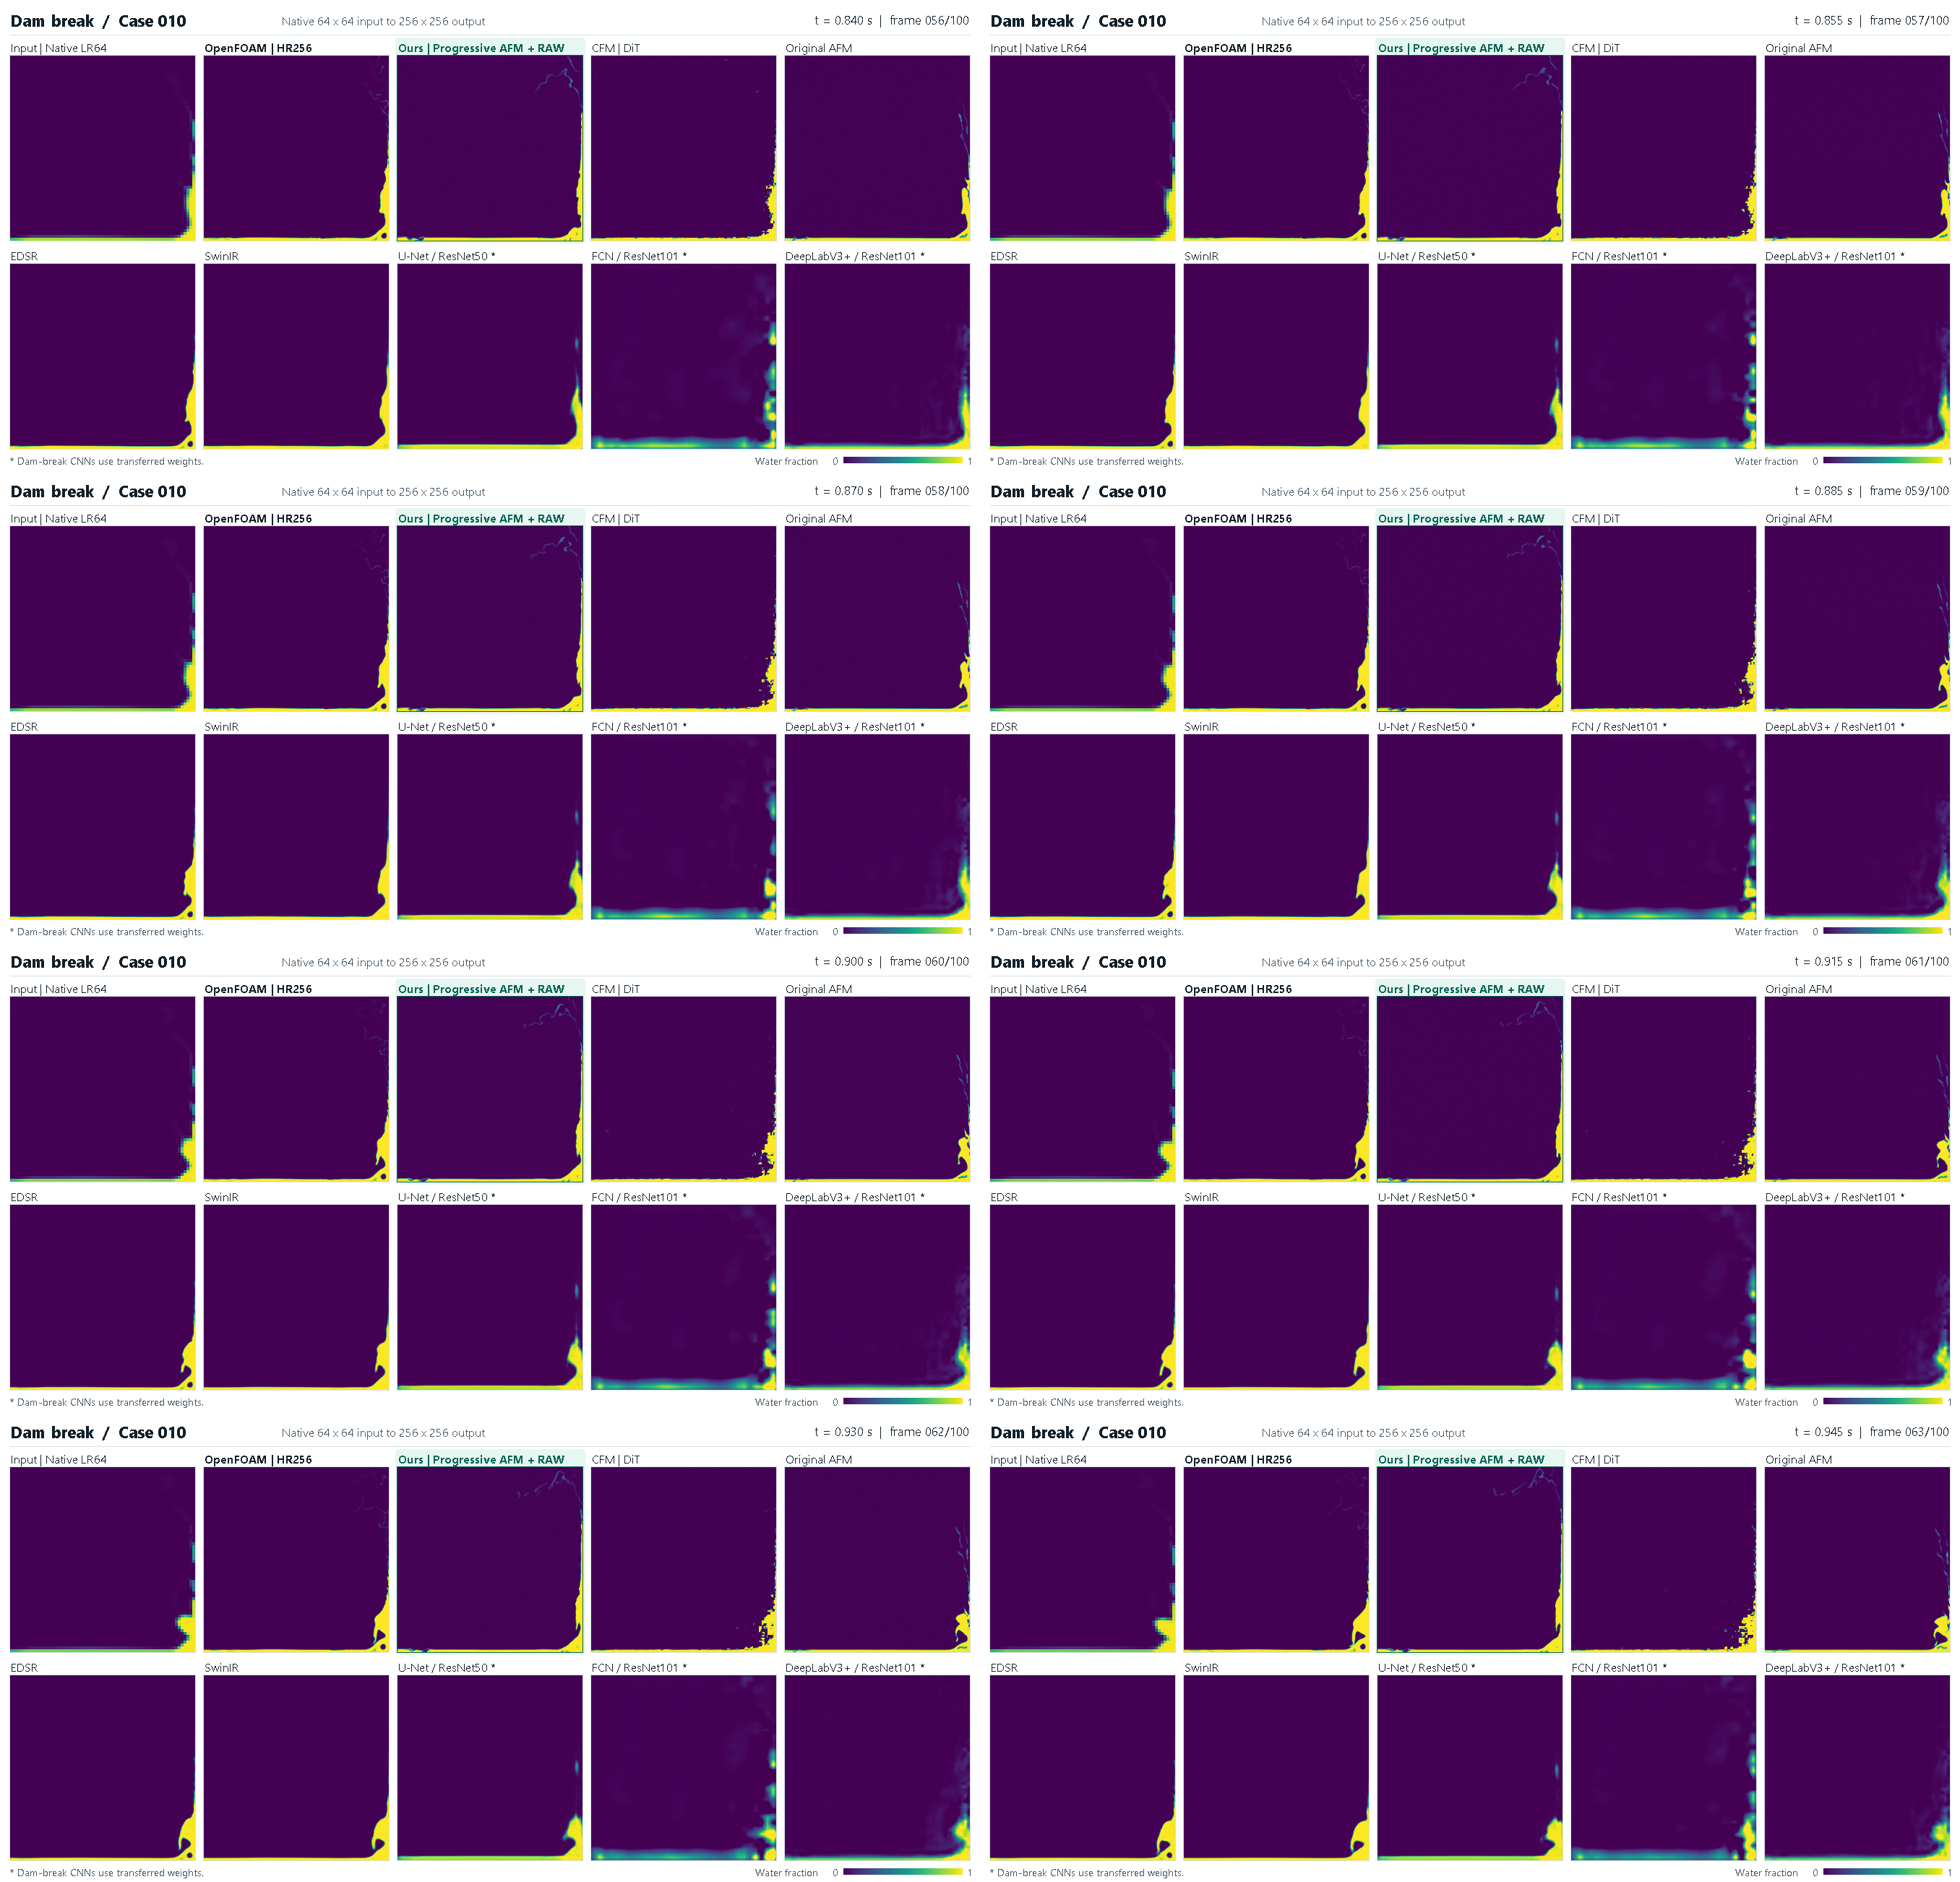 Dam break / Case 010 Native 64 x 64 input to 256 x 256 output t = 0.840 s | frame 056/100
Input | Native LR64 OpenFOAM | HR256 Ours | Progressive AFM + RAW CFM | DiT Original AFM
EDSR SwinIR U-Net / ResNet50 * FCN / ResNet101 * DeepLabV3+ / ResNet101 *
* Dam-break CNNs use transferred weights. Water fraction 0 1
Dam break / Case 010 Native 64 x 64 input to 256 x 256 output t = 0.855 s | frame 057/100
Input | Native LR64 OpenFOAM | HR256 Ours | Progressive AFM + RAW CFM | DiT Original AFM
EDSR SwinIR U-Net / ResNet50 * FCN / ResNet101 * DeepLabV3+ / ResNet101 *
* Dam-break CNNs use transferred weights. Water fraction 0 1
Dam break / Case 010 Native 64 x 64 input to 256 x 256 output t = 0.870 s | frame 058/100
Input | Native LR64 OpenFOAM | HR256 Ours | Progressive AFM + RAW CFM | DiT Original AFM
EDSR SwinIR U-Net / ResNet50 * FCN / ResNet101 * DeepLabV3+ / ResNet101 *
* Dam-break CNNs use transferred weights. Water fraction 0 1
Dam break / Case 010 Native 64 x 64 input to 256 x 256 output t = 0.885 s | frame 059/100
Input | Native LR64 OpenFOAM | HR256 Ours | Progressive AFM + RAW CFM | DiT Original AFM
EDSR SwinIR U-Net / ResNet50 * FCN / ResNet101 * DeepLabV3+ / ResNet101 *
* Dam-break CNNs use transferred weights. Water fraction 0 1
Dam break / Case 010 Native 64 x 64 input to 256 x 256 output t = 0.900 s | frame 060/100
Input | Native LR64 OpenFOAM | HR256 Ours | Progressive AFM + RAW CFM | DiT Original AFM
EDSR SwinIR U-Net / ResNet50 * FCN / ResNet101 * DeepLabV3+ / ResNet101 *
* Dam-break CNNs use transferred weights. Water fraction 0 1
Dam break / Case 010 Native 64 x 64 input to 256 x 256 output t = 0.915 s | frame 061/100
Input | Native LR64 OpenFOAM | HR256 Ours | Progressive AFM + RAW CFM | DiT Original AFM
EDSR SwinIR U-Net / ResNet50 * FCN / ResNet101 * DeepLabV3+ / ResNet101 *
* Dam-break CNNs use transferred weights. Water fraction 0 1
Dam break / Case 010 Native 64 x 64 input to 256 x 256 output t = 0.930 s | frame 062/100
Input | Native LR64 OpenFOAM | HR256 Ours | Progressive AFM + RAW CFM | DiT Original AFM
EDSR SwinIR U-Net / ResNet50 * FCN / ResNet101 * DeepLabV3+ / ResNet101 *
* Dam-break CNNs use transferred weights. Water fraction 0 1
Dam break / Case 010 Native 64 x 64 input to 256 x 256 output t = 0.945 s | frame 063/100
Input | Native LR64 OpenFOAM | HR256 Ours | Progressive AFM + RAW CFM | DiT Original AFM
EDSR SwinIR U-Net / ResNet50 * FCN / ResNet101 * DeepLabV3+ / ResNet101 *
* Dam-break CNNs use transferred weights. Water fraction 0 1